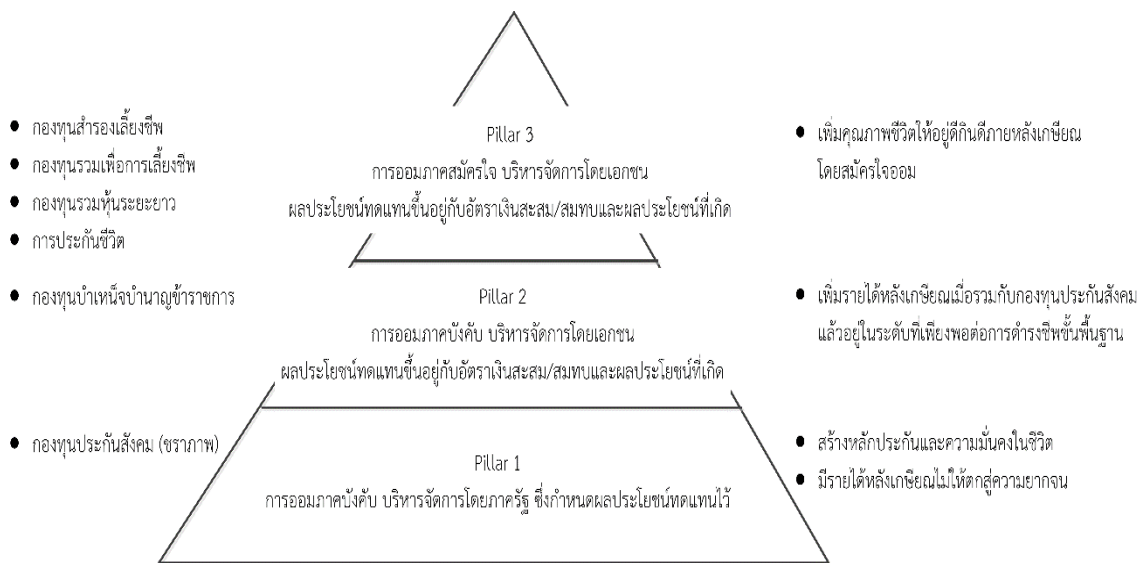 ● กองทุนสำรองเลี้ยงชีพ
● กองทุนรวมเพื่อการเลี้ยงชีพ
● กองทุนรวมหุ้นระยะยาว
● การประกันชีวิต
Pillar 3
การออมภาคสมัครใจ บริหารจัดการโดยเอกชน
ผลประโยชน์ทดแทนขึ้นอยู่กับอัตราเงินสะสม/สมทบและผลประโยชน์ที่เกิด
● เพิ่มคุณภาพชีวิตให้อยู่ดีกินดีภายหลังเกษียณ
โดยสมัครใจออม
● กองทุนบำเหน็จบำนาญข้าราชการ
Pillar 2
การออมภาคบังคับ บริหารจัดการโดยเอกชน
ผลประโยชน์ทดแทนขึ้นอยู่กับอัตราเงินสะสม/สมทบและผลประโยชน์ที่เกิด
● เพิ่มรายได้หลังเกษียณเมื่อรวมกับกองทุนประกันสังคม
แล้วอยู่ในระดับที่เพียงพอต่อการดำรงชีพขั้นพื้นฐาน
● กองทุนประกันสังคม (ชราภาพ)
Pillar 1
การออมภาคบังคับ บริหารจัดการโดยภาครัฐ ซึ่งกำหนดผลประโยชน์ทดแทนไว้
● สร้างหลักประกันและความมั่นคงในชีวิต
● มีรายได้หลังเกษียณไม่ให้ตกสู่ความยากจน